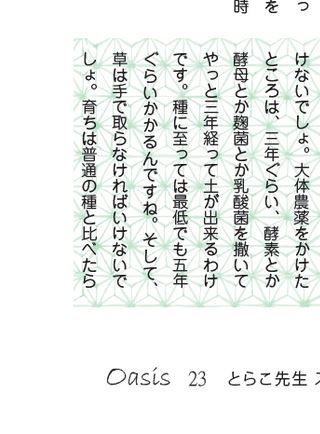 っ
を
時
けないでしょ。大体農薬をかけた
ところは、三年ぐらい、酵素とか
酵母とか麹菌とか乳酸菌を撒いて
やっと三年経って土が出来るわけ
です。種に至っては最低でも五年
ぐらいかかるんですね。そして、
草は手で取らなければいけないで
しょ。育ちは普通の種と比べたら
Oasis 23 とらこ先生 ス